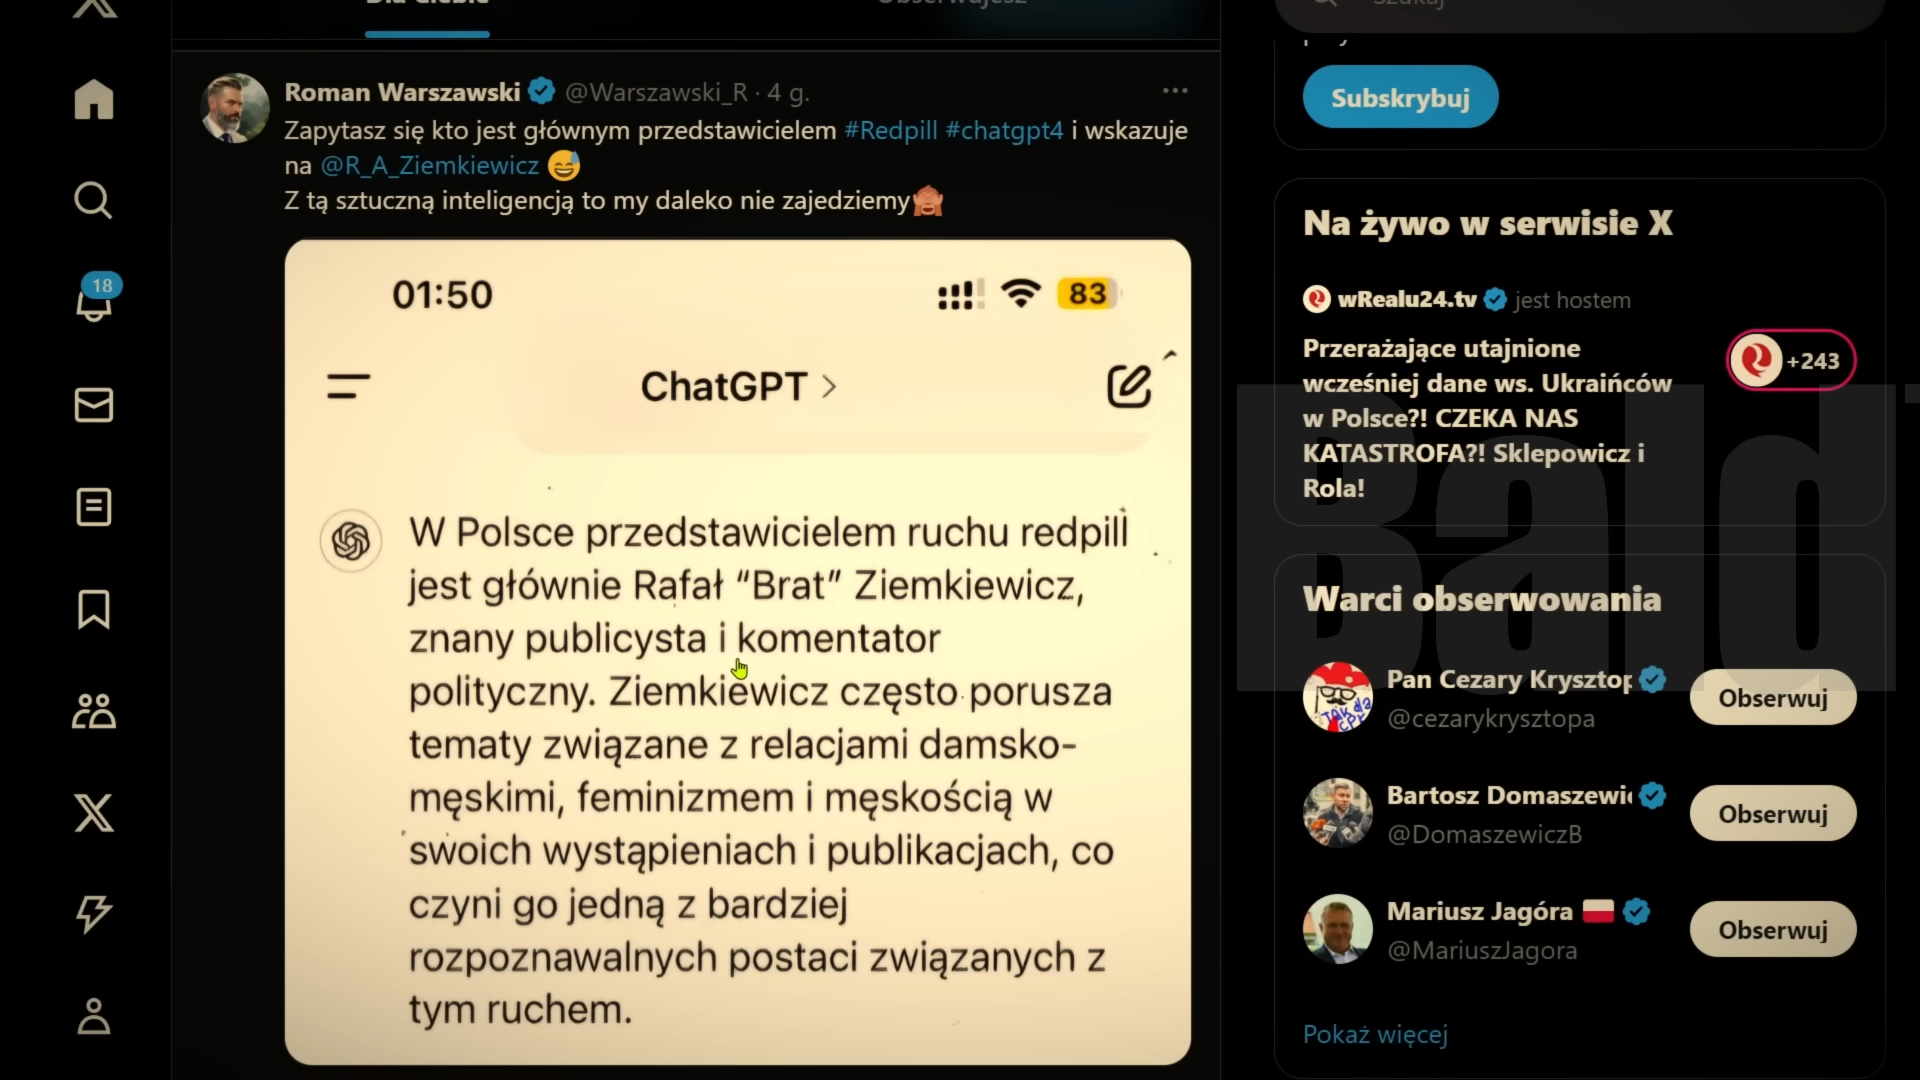 Dla Ciebie
Obserwujesz
Szukaj
18
Roman Warszawski @Warszawski_R · 4 g.
Zapytasz się kto jest głównym przedstawicielem #Redpill #chatgpt4 i wskazuje
na @R_A_Ziemkiewicz
Z tą sztuczną inteligencją to my daleko nie zajedziemy
01:50
83
ChatGPT >
W Polsce przedstawicielem ruchu redpill
jest głównie Rafał "Brat" Ziemkiewicz,
znany publicysta i komentator
polityczny. Ziemkiewicz często porusza
tematy związane z relacjami damsko-
męskimi, feminizmem i męskością w
swoich wystąpieniach i publikacjach, co
czyni go jedną z bardziej
rozpoznawalnych postaci związanych z
tym ruchem.
Subskrybuj
Na żywo w serwisie X
wRealu24.tv jest hostem
Przerażające utajnione
wcześniej dane ws. Ukraińców
w Polsce?! CZEKA NAS
KATASTROFA?! Sklepowicz i
Rola!
+243
Bald
Warci obserwowania
Pan Cezary Krysztop
@cezarykrysztopa
Obserwuj
Bartosz Domaszewic
@DomaszewiczB
Obserwuj
Mariusz Jagóra
@MariuszJagora
Obserwuj
Pokaż więcej